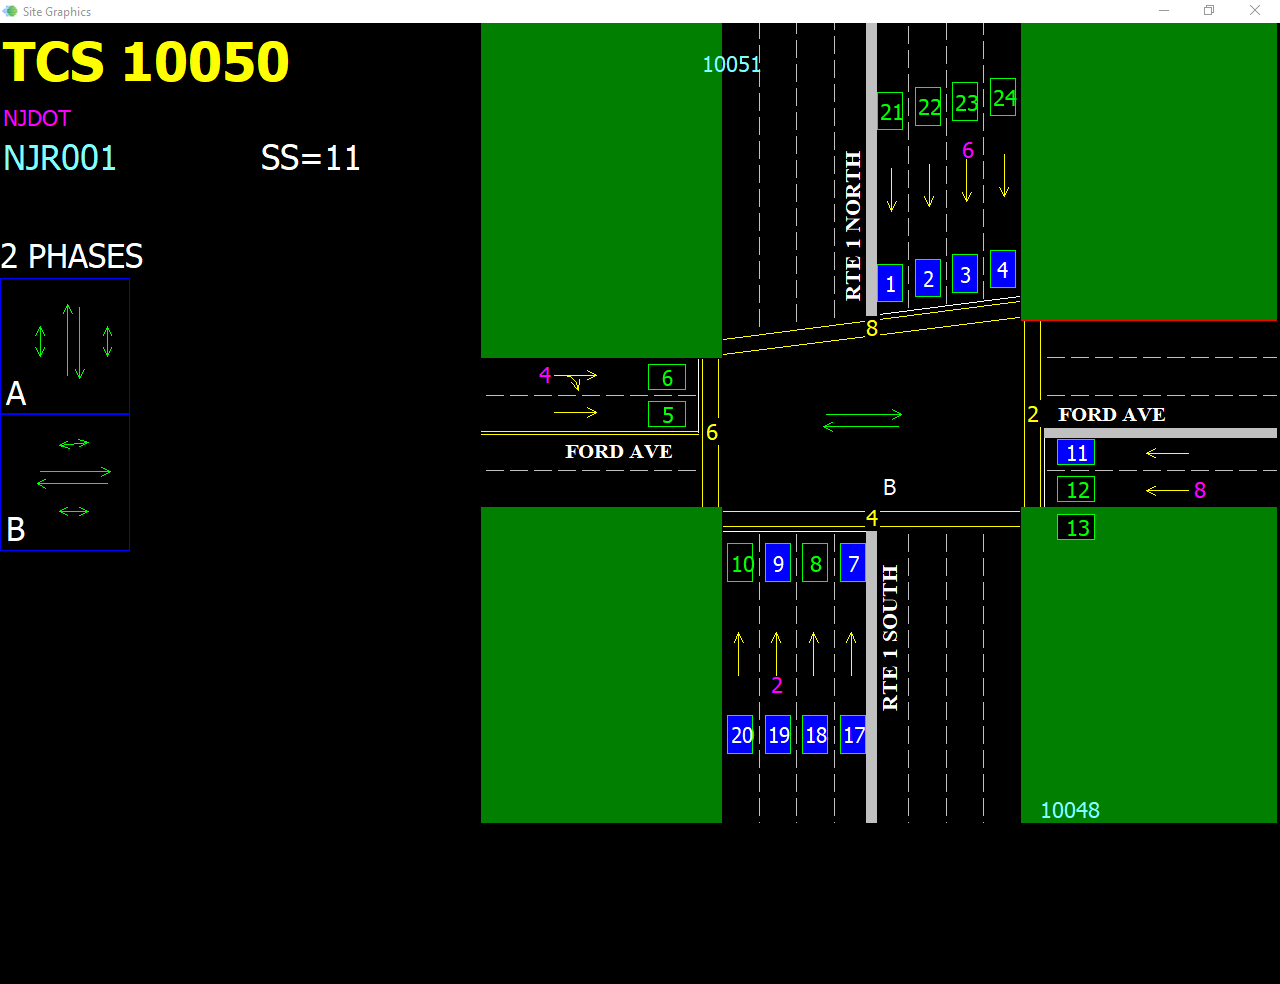 Site Graphics
TCS 10050
NJDOT
NJR001 SS=11
2 PHASES
A
B
10051
21 22 23 24
6
RTE 1 NORTH
1 2 3 4
8
4 6
5
6
FORD AVE
2
FORD AVE
11
12 8
13
B
4
10 9 8 7
RTE 1 SOUTH
2
20 19 18 17
10048